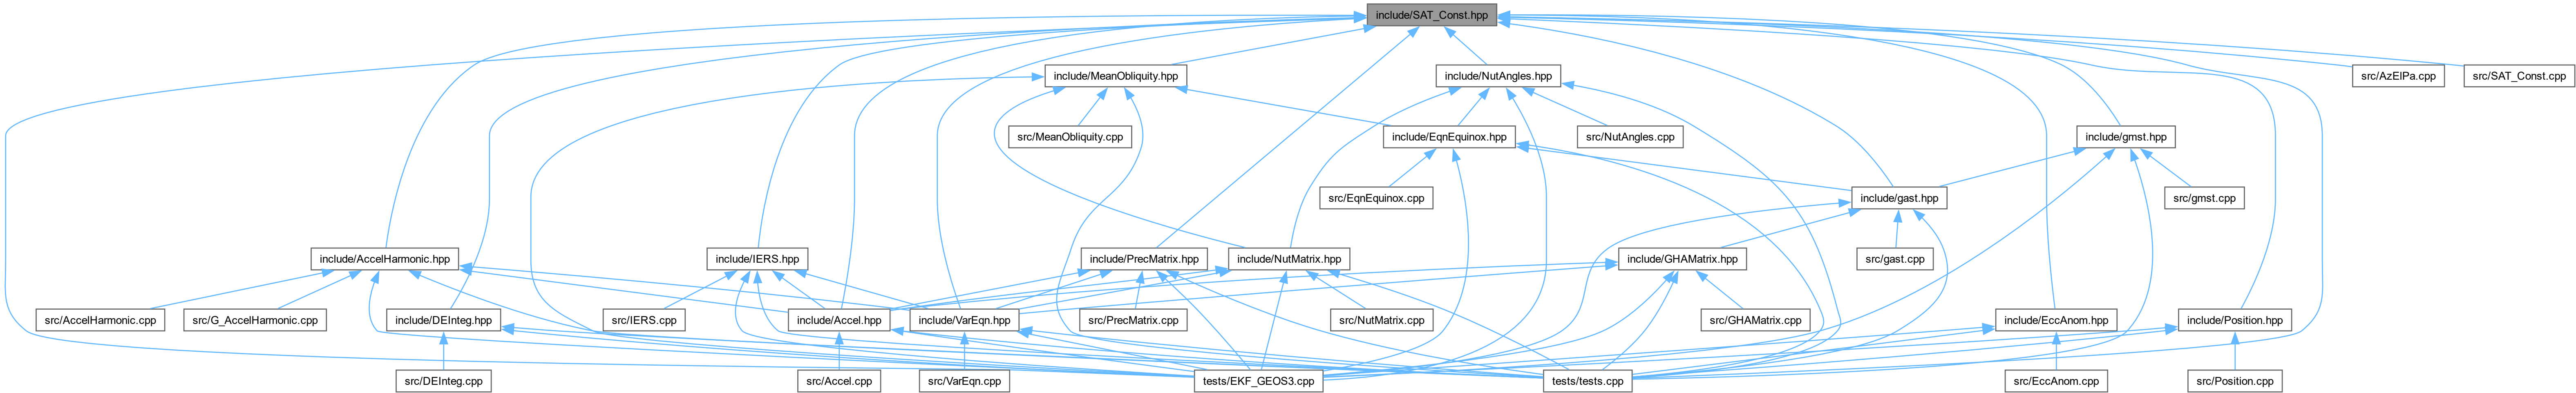 include/SAT_Const.hpp
include/MeanObliquity.hpp
include/NutAngles.hpp
src/AzElPa.cpp
src/SAT_Const.cpp
src/MeanObliquity.cpp
include/EqnEquinox.hpp
src/NutAngles.cpp
include/gmst.hpp
src/EqnEquinox.cpp
include/gast.hpp
src/gmst.cpp
include/AccelHarmonic.hpp
include/IERS.hpp
include/PrecMatrix.hpp
include/NutMatrix.hpp
include/GHAMatrix.hpp
src/gast.cpp
src/AccelHarmonic.cpp
src/G_AccelHarmonic.cpp
include/DEInteg.hpp
src/IERS.cpp
include/Accel.hpp
include/VarEqn.hpp
src/PrecMatrix.cpp
src/NutMatrix.cpp
src/GHAMatrix.cpp
include/EccAnom.hpp
include/Position.hpp
src/DEInteg.cpp
src/Accel.cpp
src/VarEqn.cpp
tests/EKF_GEOS3.cpp
tests/tests.cpp
src/EccAnom.cpp
src/Position.cpp